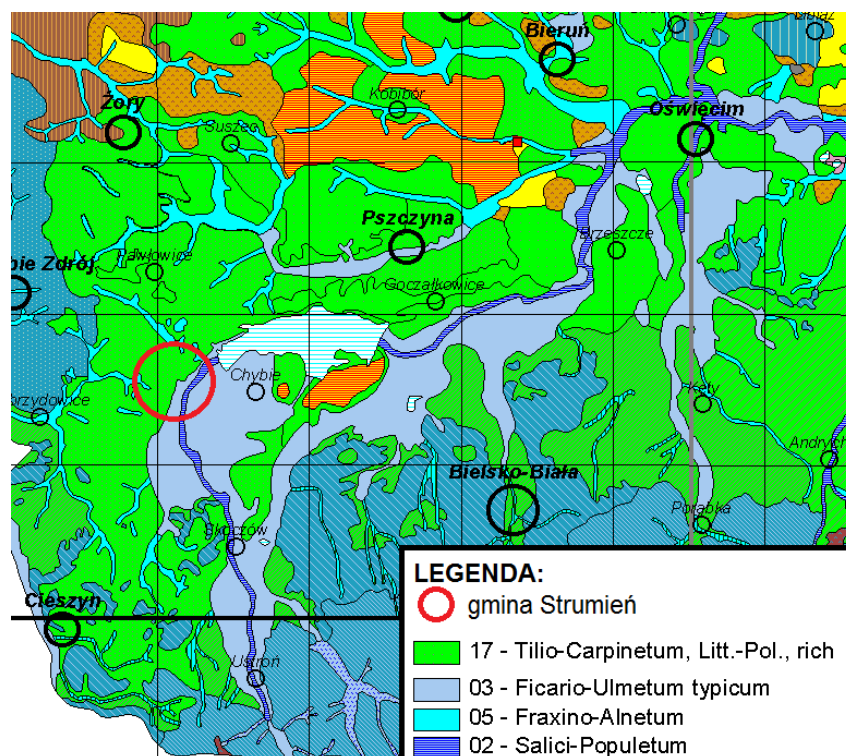 Bieruń
Kobibór
Żory
Suszec
Oświęcim
Pszczyna
Brzeszcze
Pawłowice
bie Zdrój
Goczałkowice
Chybie
Kęty
orzydowice
Andrych
Bielsko-Biała
Porąbka
Skoczów
LEGENDA:
gmina Strumień
Cieszyn
17 - Tilio-Carpinetum, Litt.-Pol., rich
Ustroń
03 - Ficario-Ulmetum typicum
05 - Fraxino-Alnetum
02 - Salici-Populetum